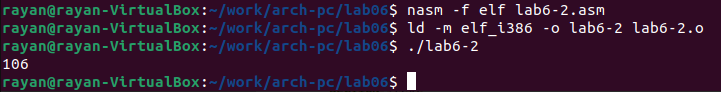 rayan@rayan-VirtualBox:~/work/arch-pc/lab06$ nasm -f elf lab6-2.asm
rayan@rayan-VirtualBox:~/work/arch-pc/lab06$ ld -m elf_i386 -o lab6-2 lab6-2.o
rayan@rayan-VirtualBox:~/work/arch-pc/lab06$ ./lab6-2
106
rayan@rayan-VirtualBox:~/work/arch-pc/lab06$